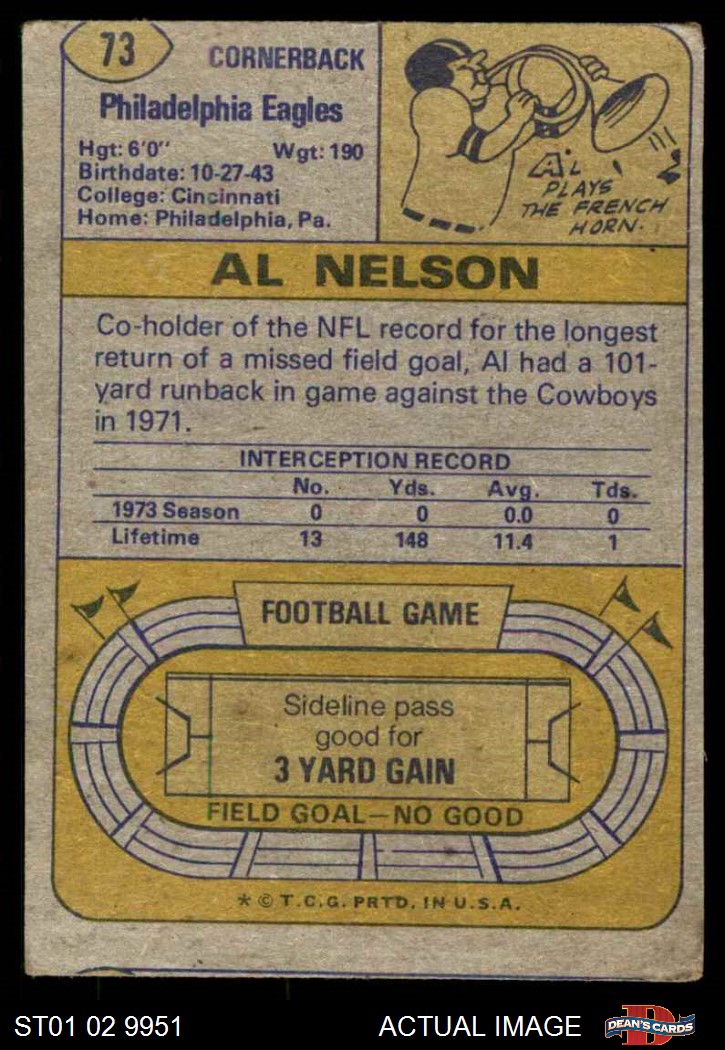 73
CORNERBACK
Philadelphia Eagles
Hgt: 6'0" Wgt: 190
Birthdate: 10-27-43
College: Cincinnati
Home: Philadelphia, Pa.
AL
PLAYS
THE FRENCH
HORN.
AL NELSON
Co-holder of the NFL record for the longest
return of a missed field goal, Al had a 101-
yard runback in game against the Cowboys
in 1971.
INTERCEPTION RECORD
No. Yds. Avg. Tds.
1973 Season 0 0 0.0 0
Lifetime 13 148 11.4 1
FOOTBALL GAME
Sideline pass
good for
3 YARD GAIN
FIELD GOAL—NO GOOD
* © T.C.G. PRTD. IN U.S.A.
ST01 02 9951 ACTUAL IMAGE
D
DEAN'S CARDS